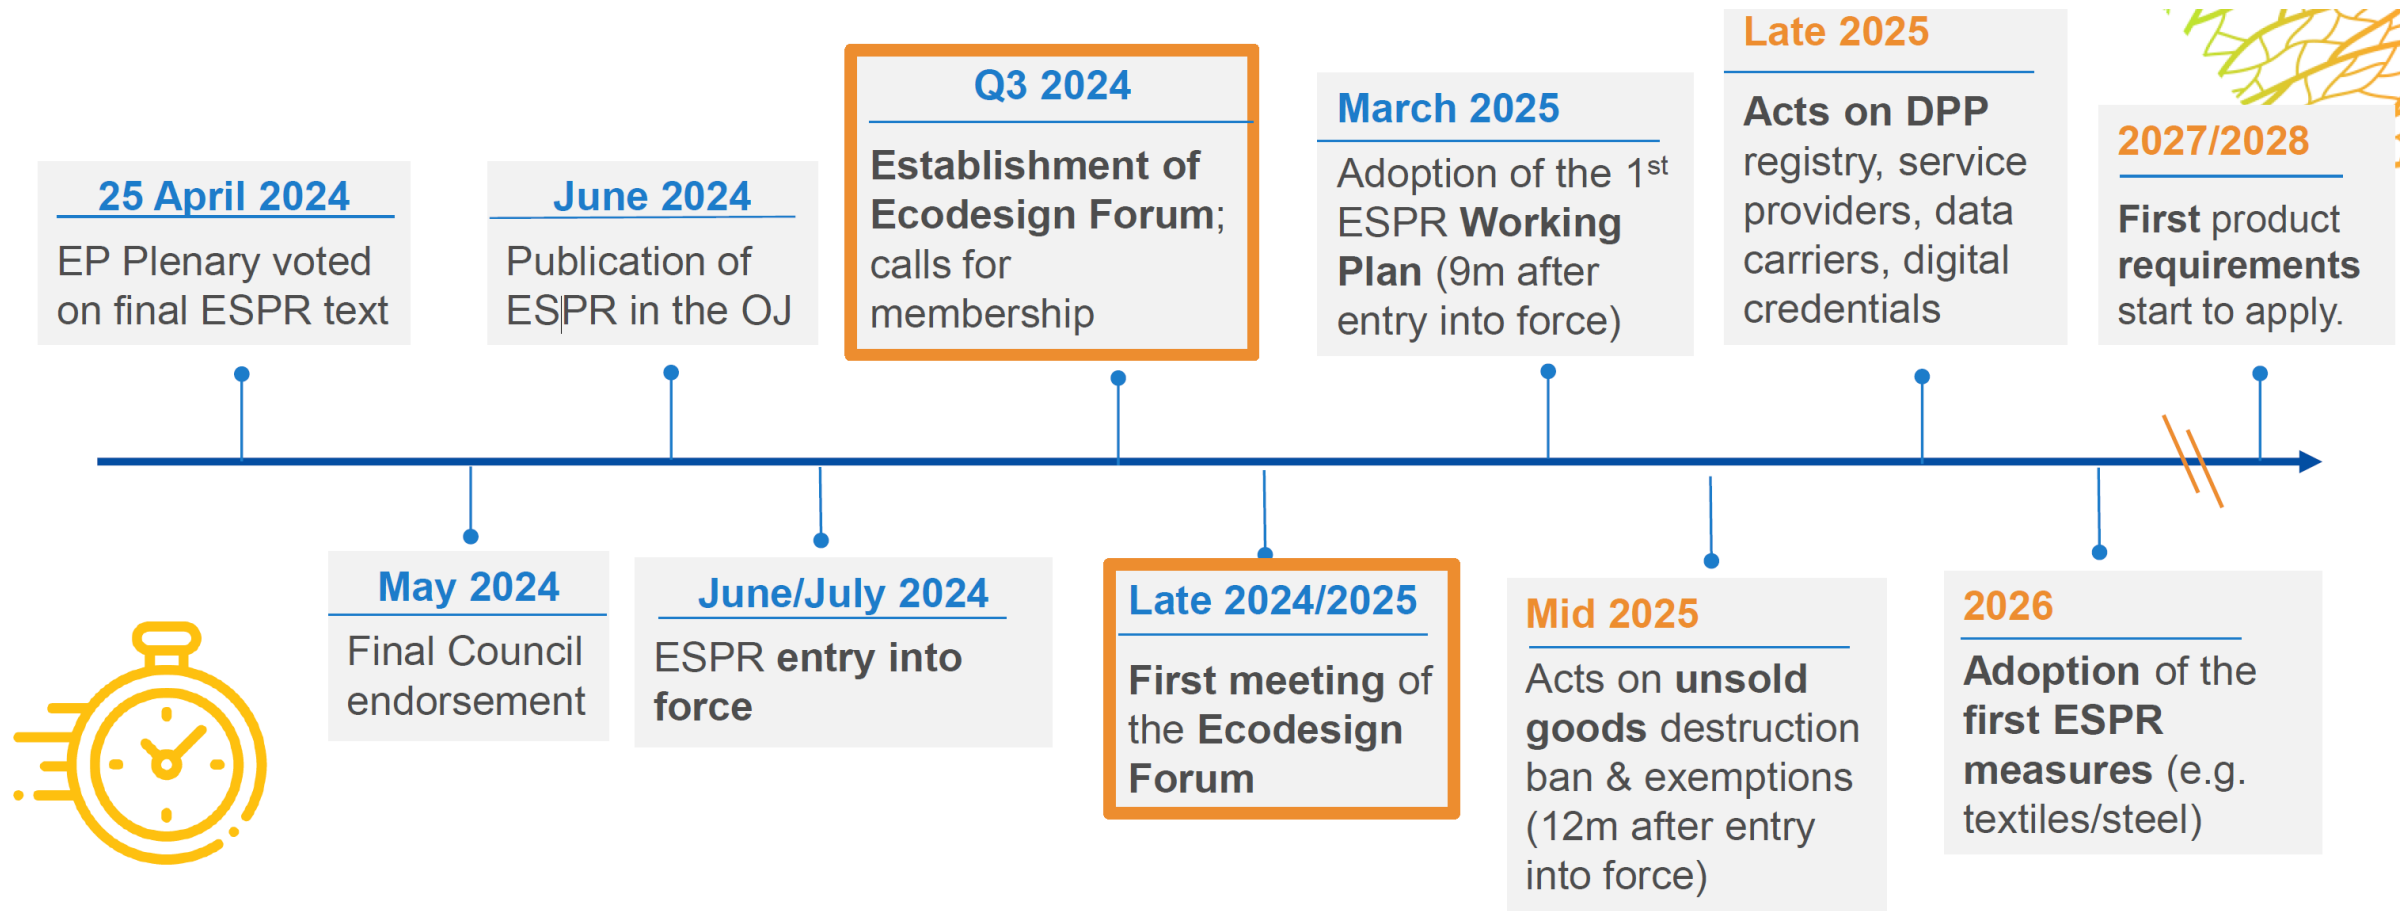 25 April 2024
EP Plenary voted
on final ESPR text
May 2024
Final Council
endorsement
June 2024
Publication of
ESPR in the OJ
June/July 2024
ESPR entry into
force
Q3 2024
Establishment of
Ecodesign Forum;
calls for
membership
Late 2024/2025
First meeting of
the Ecodesign
Forum
March 2025
Adoption of the 1st
ESPR Working
Plan (9m after
entry into force)
Mid 2025
Acts on unsold
goods destruction
ban & exemptions
(12m after entry
into force)
Late 2025
Acts on DPP
registry, service
providers, data
carriers, digital
credentials
2026
Adoption of the
first ESPR
measures (e.g.
textiles/steel)
2027/2028
First product
requirements
start to apply.